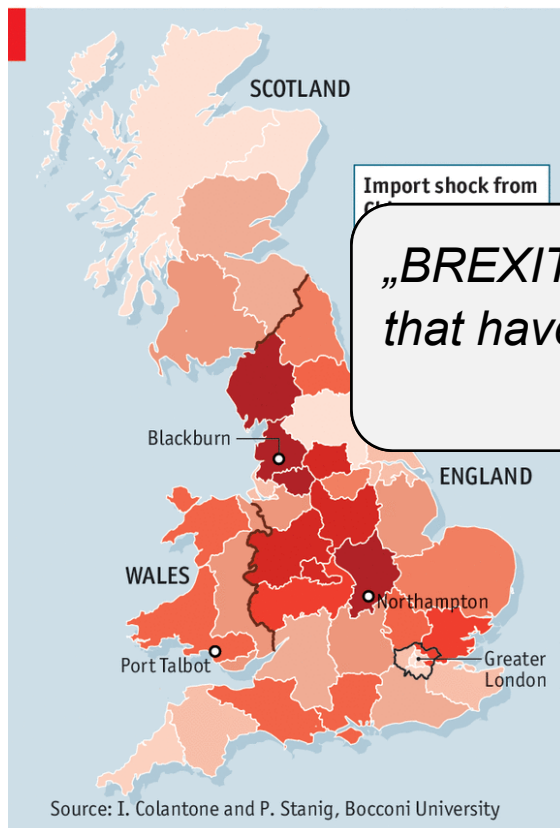 SCOTLAND
Import shock from
„BREXIT
that have
Blackburn
ENGLAND
WALES
Northampton
Port Talbot
Greater
London
Source: I. Colantone and P. Stanig, Bocconi University